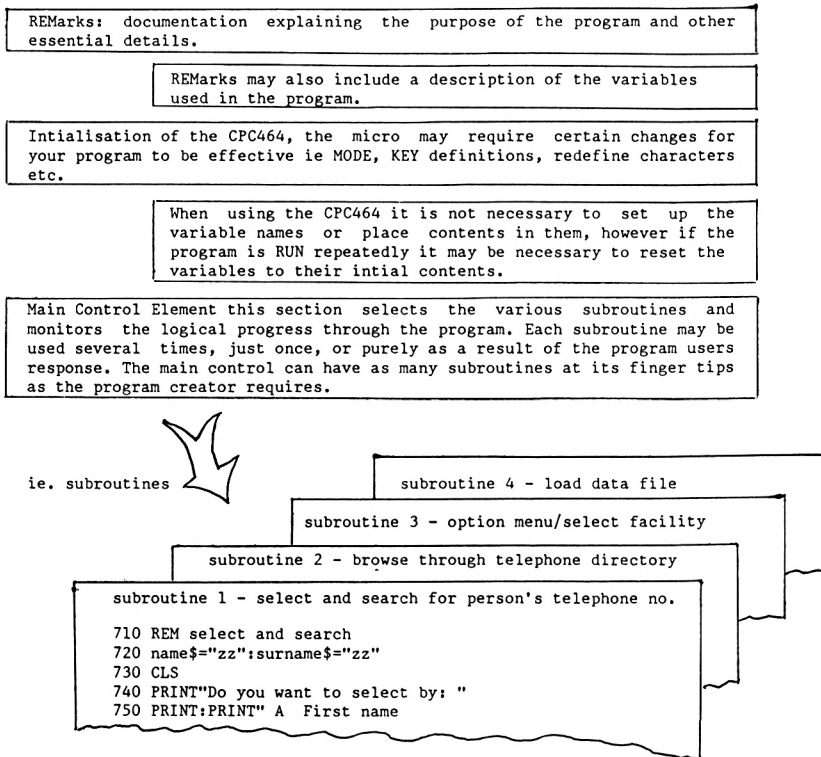 REMarks: documentation explaining the purpose of the program and other
essential details.
REMarks may also include a description of the variables
used in the program.
Intialisation of the CPC464, the micro may require certain changes for
your program to be effective ie MODE, KEY definitions, redefine characters
etc.
When using the CPC464 it is not necessary to set up the
variable names or place contents in them, however if the
program is RUN repeatedly it may be necessary to reset the
variables to their intial contents.
Main Control Element this section selects the various subroutines and
monitors the logical progress through the program. Each subroutine may be
used several times, just once, or purely as a result of the program users
response. The main control can have as many subroutines at its finger tips
as the program creator requires.
ie. subroutines
subroutine 4 - load data file
subroutine 3 - option menu/select facility
subroutine 2 - browse through telephone directory
subroutine 1 - select and search for person's telephone no.
710 REM select and search
720 name$="zz":surname$="zz"
730 CLS
740 PRINT"Do you want to select by: "
750 PRINT:PRINT" A  First name